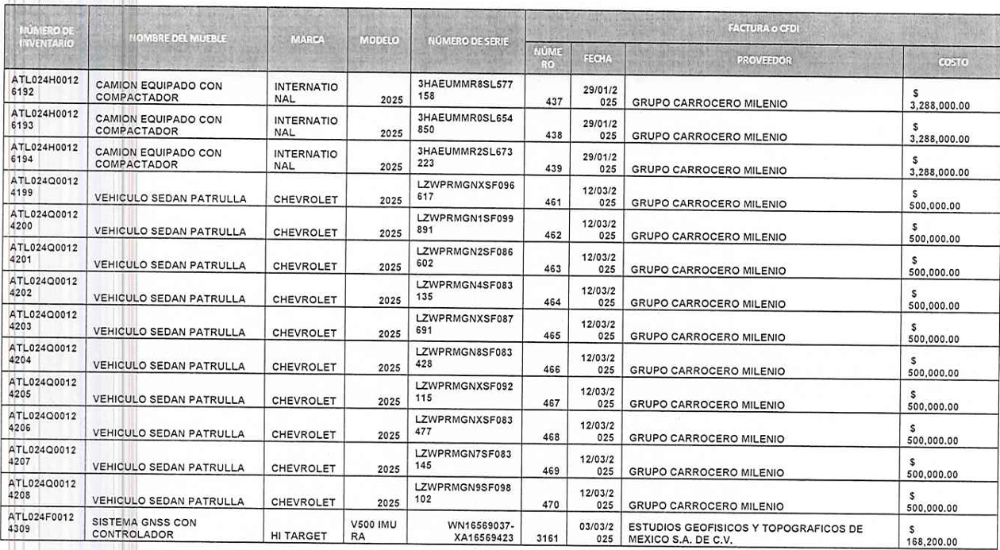 NÚMERO DE INVENTARIO | NOMBRE DEL MUEBLE | MARCA | MODELO | NÚMERO DE SERIE | FACTURA o CFDI
NÚME RO | FECHA | PROVEEDOR | COSTO
ATL024H0012 6192 | CAMION EQUIPADO CON COMPACTADOR | INTERNATIO NAL | 2025 | 3HAEUMMR8SL577 158 | 437 | 29/01/2 025 | GRUPO CARROCERO MILENIO | $ 3,288,000.00
ATL024H0012 6193 | CAMION EQUIPADO CON COMPACTADOR | INTERNATIO NAL | 2025 | 3HAEUMMR0SL654 850 | 438 | 29/01/2 025 | GRUPO CARROCERO MILENIO | $ 3,288,000.00
ATL024H0012 6194 | CAMION EQUIPADO CON COMPACTADOR | INTERNATIO NAL | 2025 | 3HAEUMMR2SL673 223 | 439 | 29/01/2 025 | GRUPO CARROCERO MILENIO | $ 3,288,000.00
ATL024Q0012 4199 | VEHICULO SEDAN PATRULLA | CHEVROLET | 2025 | LZWPRMGNXSF096 617 | 461 | 12/03/2 025 | GRUPO CARROCERO MILENIO | $ 500,000.00
ATL024Q0012 4200 | VEHICULO SEDAN PATRULLA | CHEVROLET | 2025 | LZWPRMGN1SF099 891 | 462 | 12/03/2 025 | GRUPO CARROCERO MILENIO | $ 500,000.00
ATL024Q0012 4201 | VEHICULO SEDAN PATRULLA | CHEVROLET | 2025 | LZWPRMGN2SF086 602 | 463 | 12/03/2 025 | GRUPO CARROCERO MILENIO | $ 500,000.00
ATL024Q0012 4202 | VEHICULO SEDAN PATRULLA | CHEVROLET | 2025 | LZWPRMGN4SF083 135 | 464 | 12/03/2 025 | GRUPO CARROCERO MILENIO | $ 500,000.00
ATL024Q0012 4203 | VEHICULO SEDAN PATRULLA | CHEVROLET | 2025 | LZWPRMGNXSF087 691 | 465 | 12/03/2 025 | GRUPO CARROCERO MILENIO | $ 500,000.00
ATL024Q0012 4204 | VEHICULO SEDAN PATRULLA | CHEVROLET | 2025 | LZWPRMGN8SF083 428 | 466 | 12/03/2 025 | GRUPO CARROCERO MILENIO | $ 500,000.00
ATL024Q0012 4205 | VEHICULO SEDAN PATRULLA | CHEVROLET | 2025 | LZWPRMGNXSF092 115 | 467 | 12/03/2 025 | GRUPO CARROCERO MILENIO | $ 500,000.00
ATL024Q0012 4206 | VEHICULO SEDAN PATRULLA | CHEVROLET | 2025 | LZWPRMGNXSF083 477 | 468 | 12/03/2 025 | GRUPO CARROCERO MILENIO | $ 500,000.00
ATL024Q0012 4207 | VEHICULO SEDAN PATRULLA | CHEVROLET | 2025 | LZWPRMGN7SF083 145 | 469 | 12/03/2 025 | GRUPO CARROCERO MILENIO | $ 500,000.00
ATL024Q0012 4208 | VEHICULO SEDAN PATRULLA | CHEVROLET | 2025 | LZWPRMGN9SF098 102 | 470 | 12/03/2 025 | GRUPO CARROCERO MILENIO | $ 500,000.00
ATL024F0012 4309 | SISTEMA GNSS CON CONTROLADOR | HI TARGET | V500 IMU RA | WN16569037- XA16569423 | 3161 | 03/03/2 025 | ESTUDIOS GEOFISICOS Y TOPOGRAFICOS DE MEXICO S.A. DE C.V. | $ 168,200.00